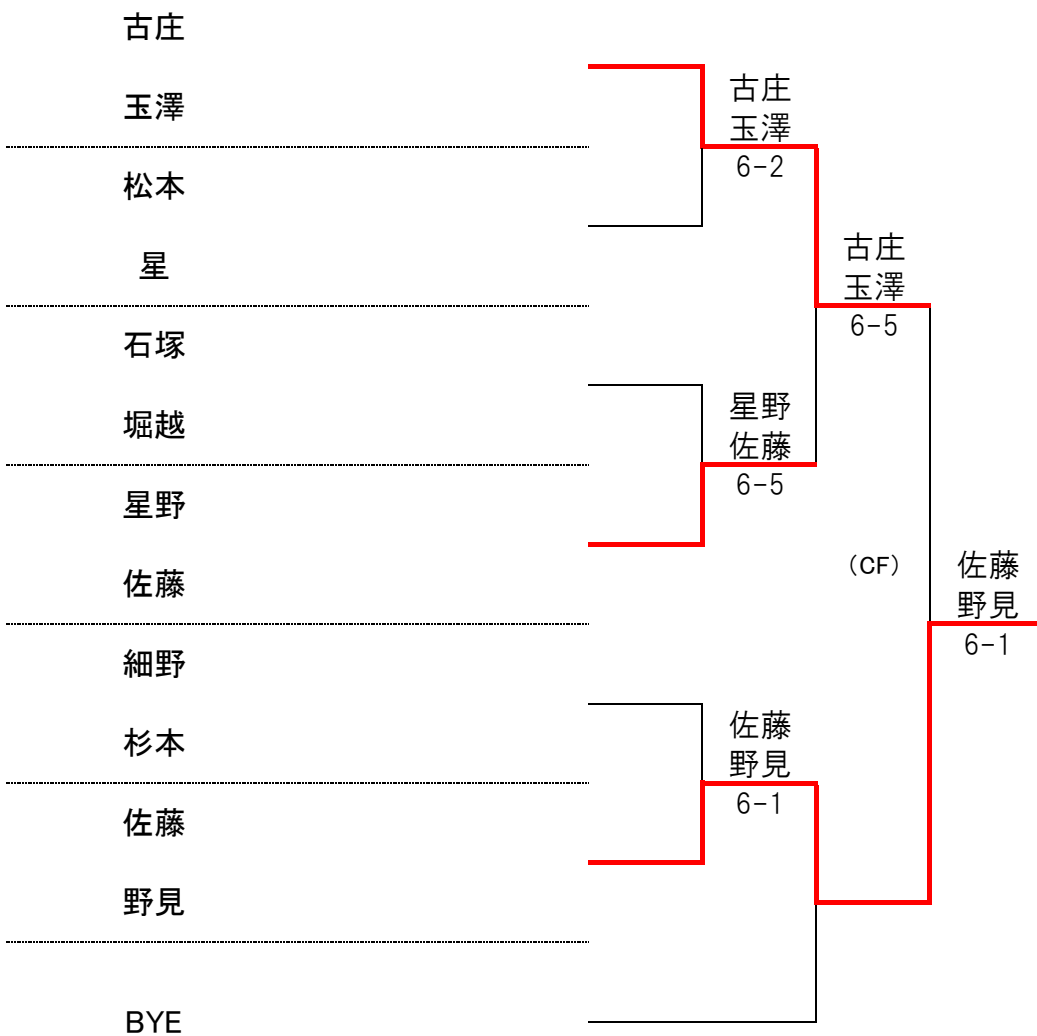 古庄
玉澤
松本
星
石塚
堀越
星野
佐藤
細野
杉本
佐藤
野見
BYE
古庄
玉澤
6-2
星野
佐藤
6-5
佐藤
野見
6-1
古庄
玉澤
6-5
（CF）
佐藤
野見
6-1